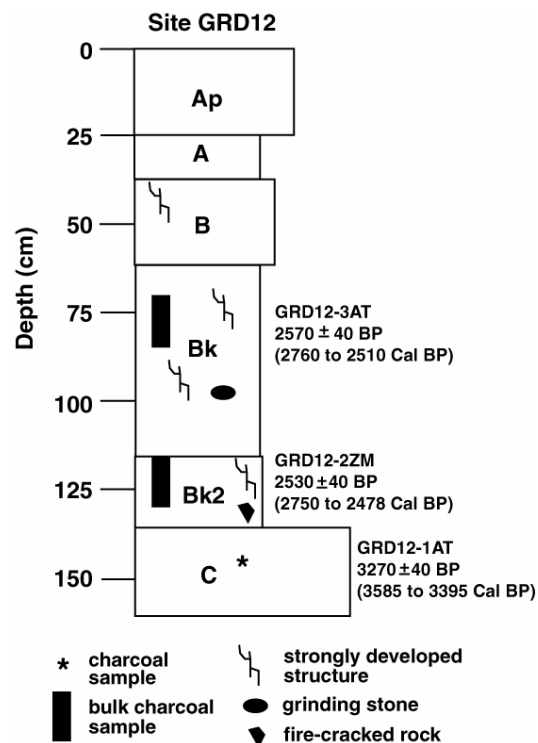 Site GRD12
0
Ap
25
A
50
B
Depth (cm)
75
GRD12-3AT
2570 ± 40 BP
(2760 to 2510 Cal BP)
Bk
100
GRD12-2ZM
2530 ±40 BP
(2750 to 2478 Cal BP)
125
Bk2
GRD12-1AT
3270 ±40 BP
(3585 to 3395 Cal BP)
150
C
*
* charcoal
sample
strongly developed
structure
bulk charcoal
sample
grinding stone
fire-cracked rock